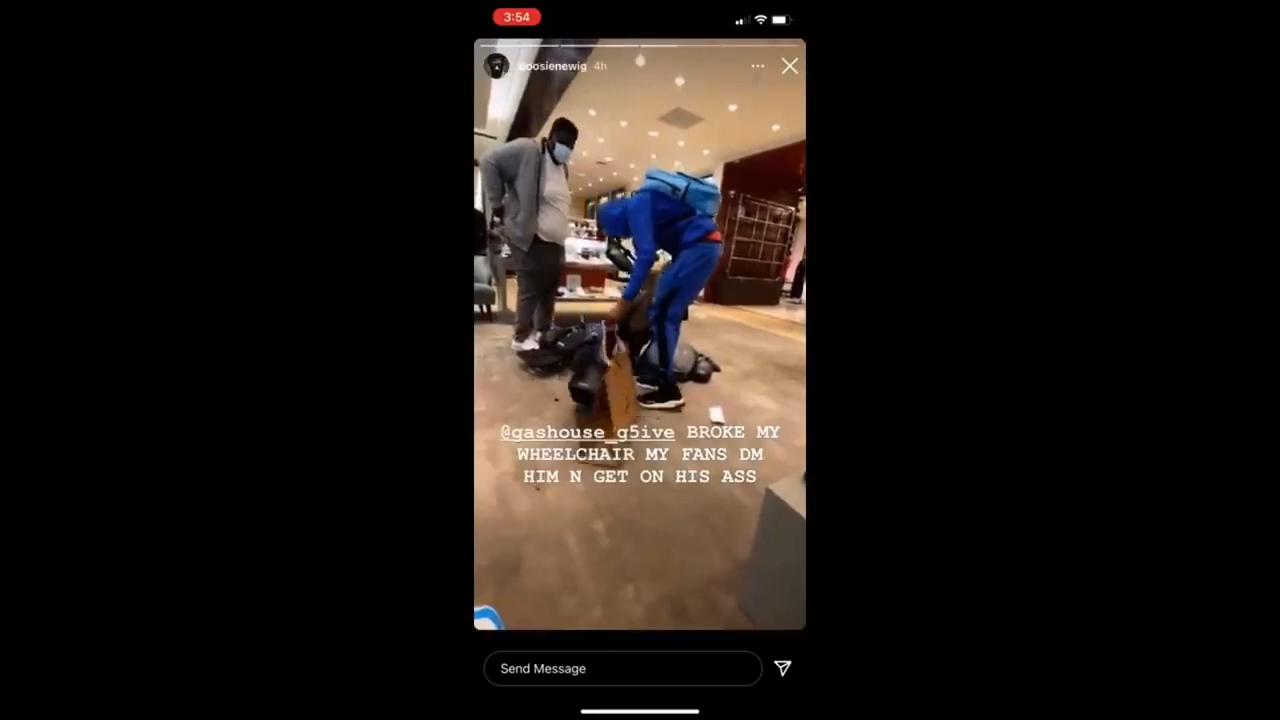 3:54
boosienewig 4h
@gashouse_g5ive BROKE MY
WHEELCHAIR MY FANS DM
HIM N GET ON HIS ASS
Send Message